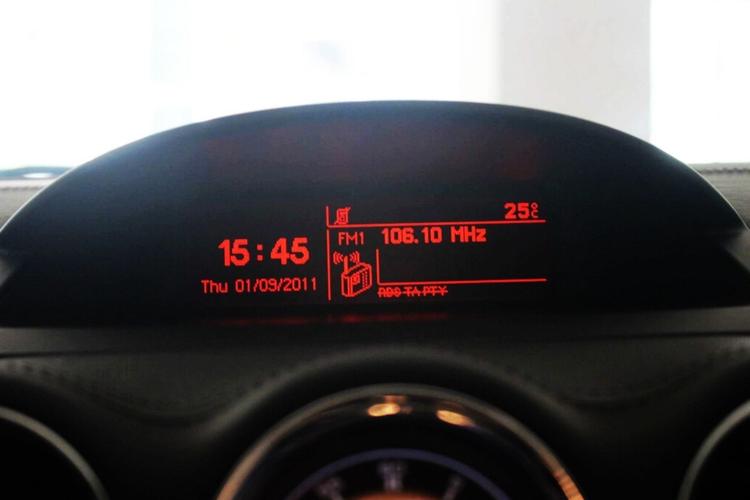 25°C
FM1 106.10 MHz
15:45
Thu 01/09/2011
RDS TA PTY